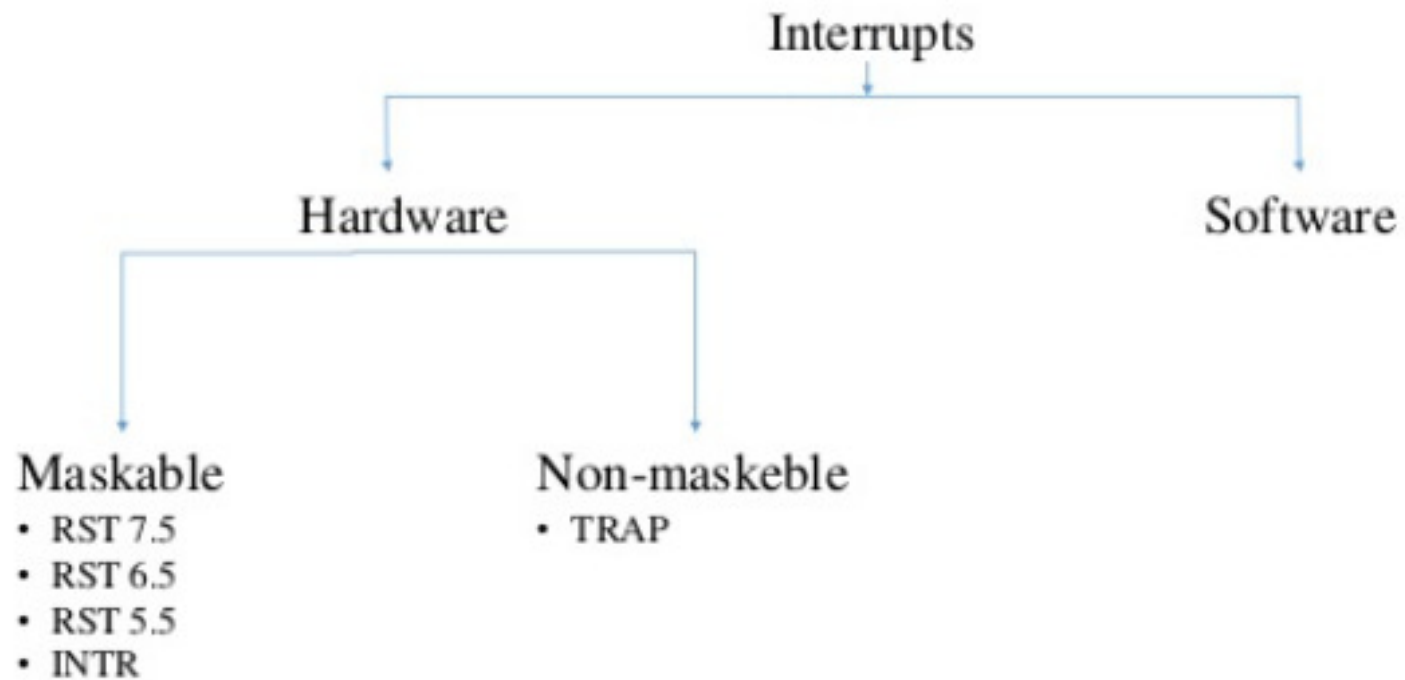 Interrupts
Hardware
Software
Maskable
• RST 7.5
• RST 6.5
• RST 5.5
• INTR
Non-maskeble
• TRAP